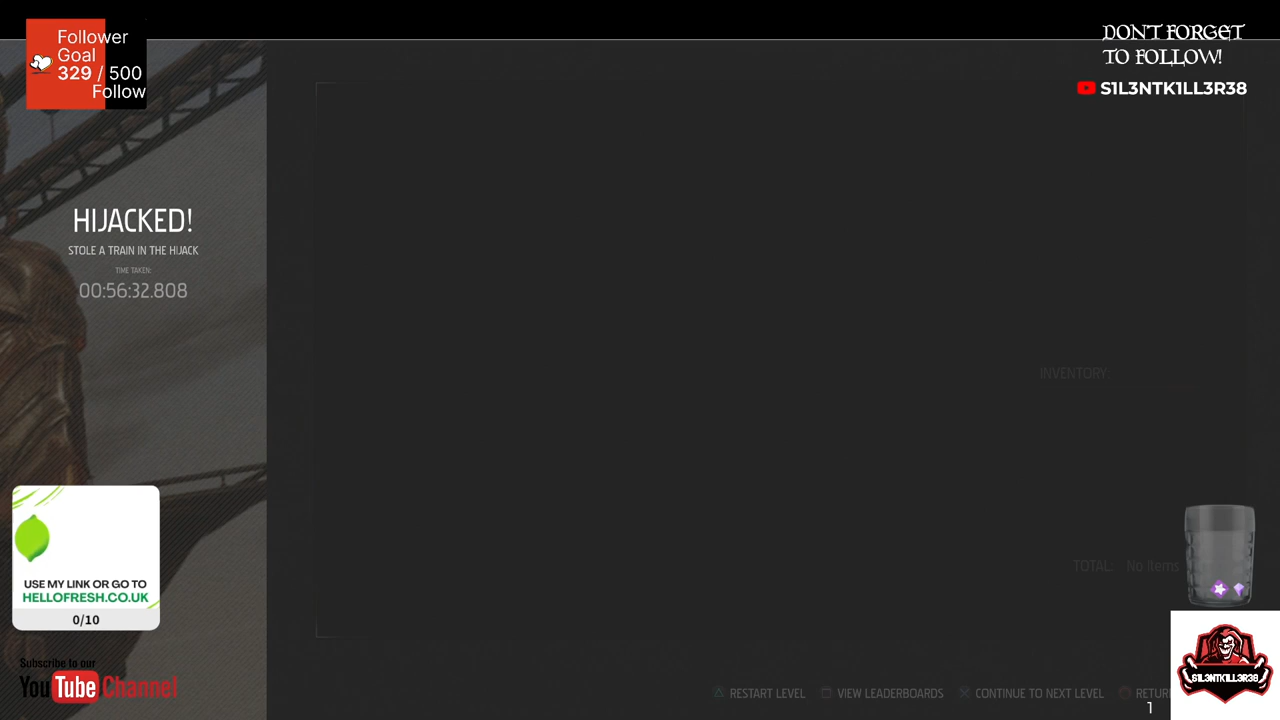 Follower
Goal
329 / 500
Follow
DON'T FORGET
TO FOLLOW!
S1L3NTK1LL3R38
HIJACKED!
STOLE A TRAIN IN THE HIJACK
TIME TAKEN:
00:56:32.808
INVENTORY:
TOTAL: No Items
USE MY LINK OR GO TO
HELLOFRESH.CO.UK
0/10
Subscribe to our
YouTube Channel
S1L3NTK1LL3R38
RESTART LEVEL
VIEW LEADERBOARDS
CONTINUE TO NEXT LEVEL
RETUR
1